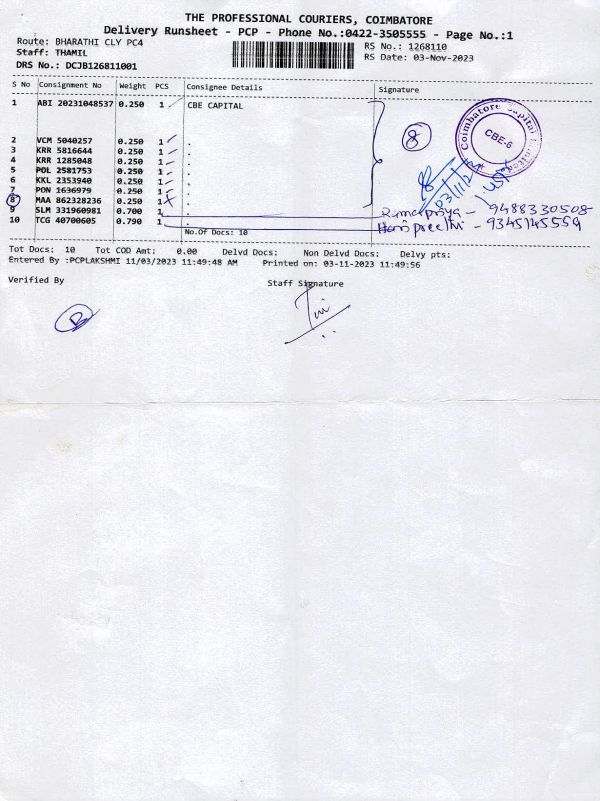 THE PROFESSIONAL COURIERS, COIMBATORE
Delivery Runsheet - PCP - Phone No.:0422-3505555 - Page No.:1
Route: BHARATHI CLY PC4
RS No.: 1268110
Staff: THAMIL
RS Date: 03-Nov-2023
DRS No.: DCJB126811001
S No Consignment No Weight PCS Consignee Details Signature
1 ABI 20231048537 0.250 1 CBE CAPITAL
8
Coimbatore Capital Limited
CBE-6
2 VCM 5040257 0.250 1 .
3 KRR 5816644 0.250 1 .
4 KRR 1285048 0.250 1 .
5 POL 2581753 0.250 1 .
6 KKL 2353940 0.250 1 .
7 PON 1636979 0.250 1 .
8 MAA 862328236 0.250 1 .
03/11/2
9 SLM 331960981 0.700 1 . - 9488330508
10 TCG 40700605 0.790 1 . Haripreethi - 9345145559
No.Of Docs: 10
Tot Docs: 10 Tot COD Amt: 0.00 Delvd Docs: Non Delvd Docs: Delvy pts:
Entered By :PCPLAKSHMI 11/03/2023 11:49:48 AM Printed on: 03-11-2023 11:49:56
Verified By Staff Signature